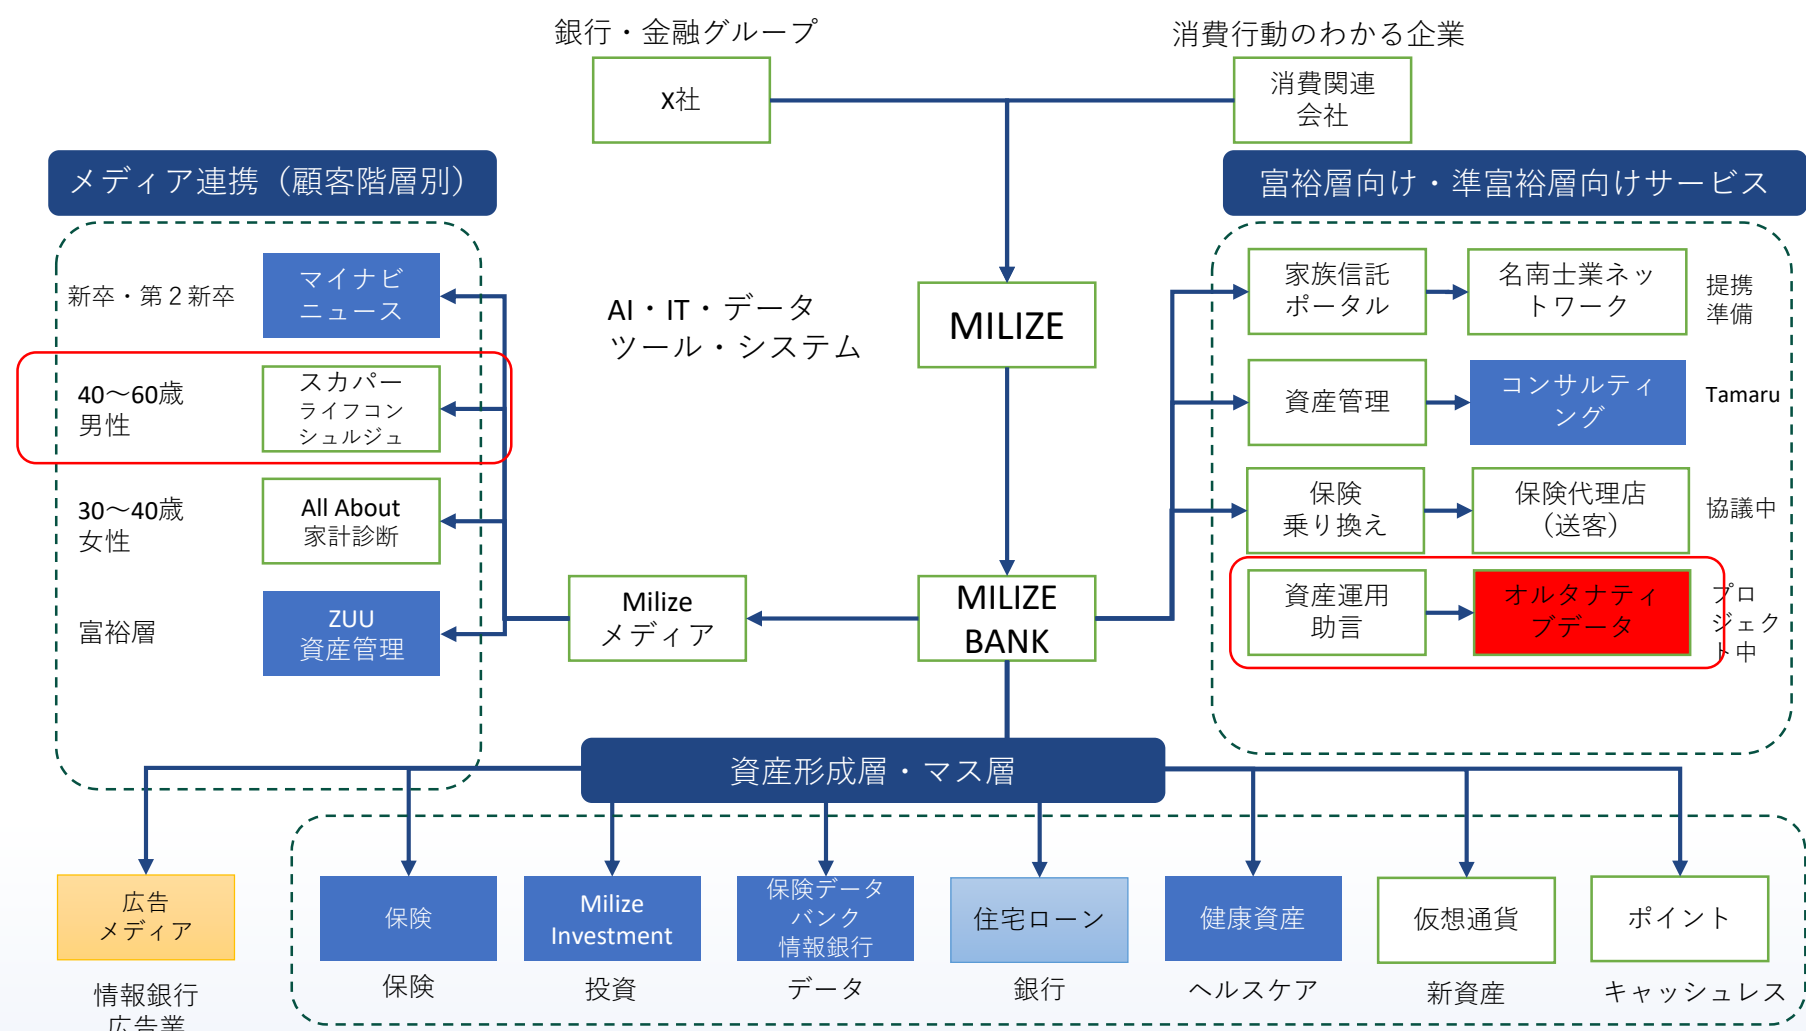 銀行・金融グループ
消費行動のわかる企業
X社
消費関連
会社
メディア連携（顧客階層別）
富裕層向け・準富裕層向けサービス
新卒・第２新卒
マイナビ
ニュース
40～60歳
男性
スカパー
ライフコン
シュルジュ
30～40歳
女性
All About
家計診断
富裕層
ZUU
資産管理
AI・IT・データ
ツール・システム
MILIZE
Milize
メディア
MILIZE
BANK
家族信託
ポータル
名南士業ネッ
トワーク
提携
準備
資産管理
コンサルティ
ング
Tamaru
保険
乗り換え
保険代理店
（送客）
協議中
資産運用
助言
オルタナティ
ブデータ
プロ
ジェク
ト中
資産形成層・マス層
広告
メディア
情報銀行
広告業
保険
保険
Milize
Investment
投資
保険データ
バンク
情報銀行
データ
住宅ローン
銀行
健康資産
ヘルスケア
仮想通貨
新資産
ポイント
キャッシュレス